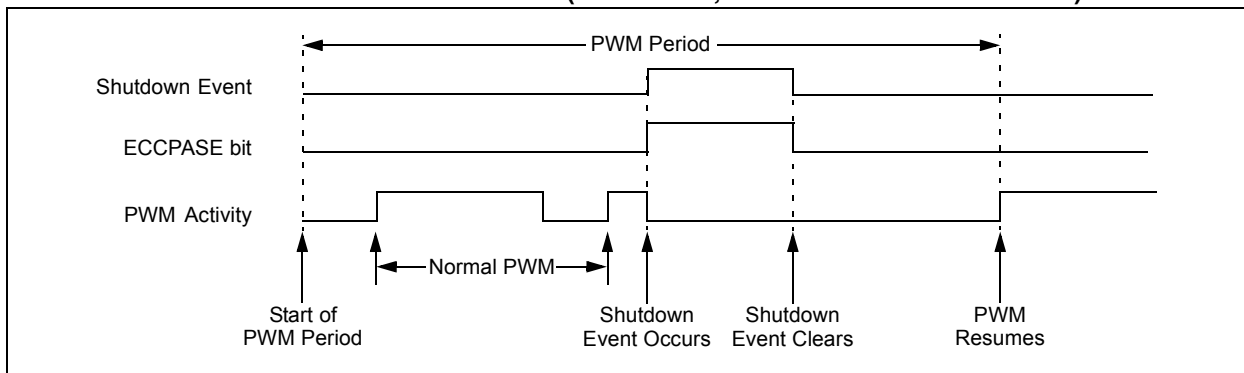 PWM Period
Shutdown Event
ECCPASE bit
PWM Activity
Normal PWM
Start of
PWM Period
Shutdown
Event Occurs
Shutdown
Event Clears
PWM
Resumes